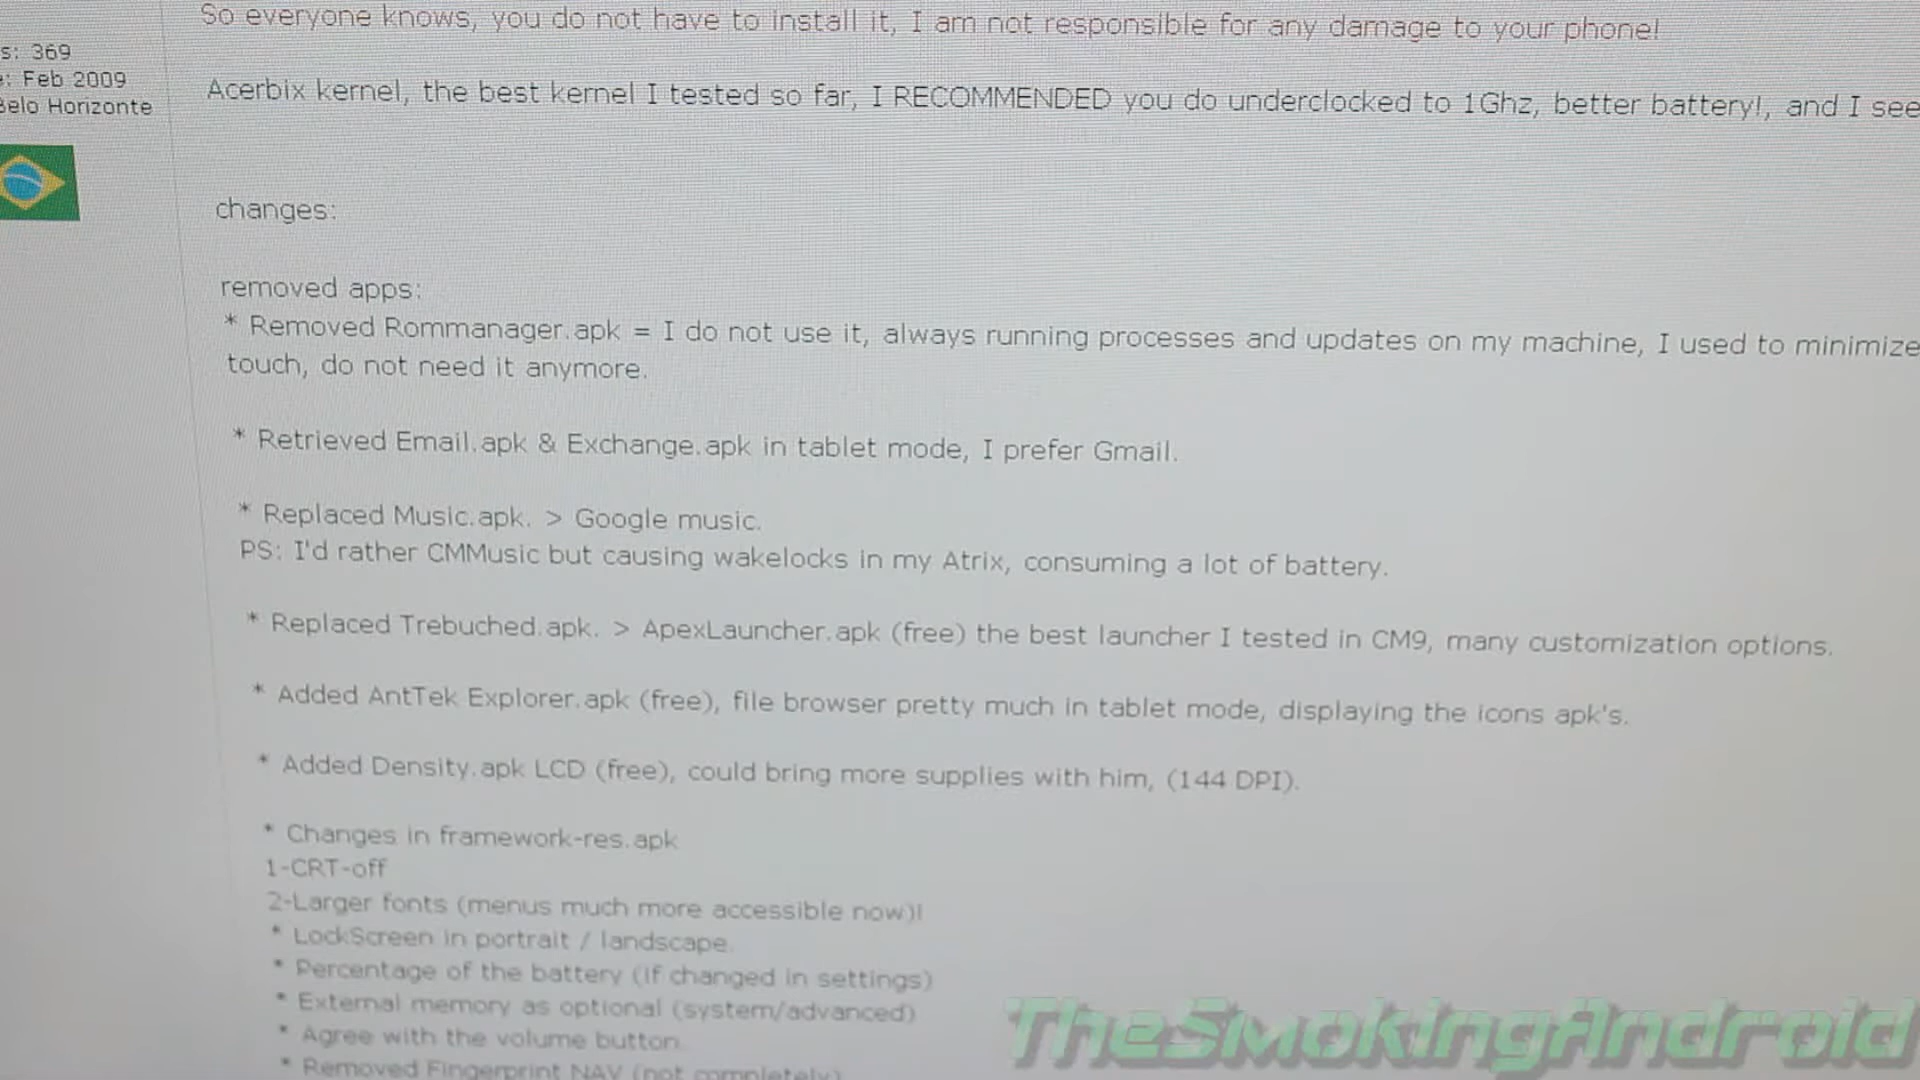 So everyone knows, you do not have to install it, I am not responsible for any damage to your phone!
s: 369
: Feb 2009
Belo Horizonte
Acerbix kernel, the best kernel I tested so far, I RECOMMENDED you do underclocked to 1Ghz, better battery!, and I see
changes:
removed apps:
* Removed Rommanager.apk = I do not use it, always running processes and updates on my machine, I used to minimize
touch, do not need it anymore.
* Retrieved Email.apk & Exchange.apk in tablet mode, I prefer Gmail.
* Replaced Music.apk. > Google music.
PS: I'd rather CMMusic but causing wakelocks in my Atrix, consuming a lot of battery.
* Replaced Trebuched.apk. > ApexLauncher.apk (free) the best launcher I tested in CM9, many customization options.
* Added AntTek Explorer.apk (free), file browser pretty much in tablet mode, displaying the icons apk's.
* Added Density.apk LCD (free), could bring more supplies with him, (144 DPI).
* Changes in framework-res.apk
1-CRT-off
2-Larger fonts (menus much more accessible now)!
* LockScreen in portrait / landscape.
* Percentage of the battery (if changed in settings)
* External memory as optional (system/advanced)
* Agree with the volume button.
* Removed Fingerprint NAV (not completely)
TheSmokingAndroid